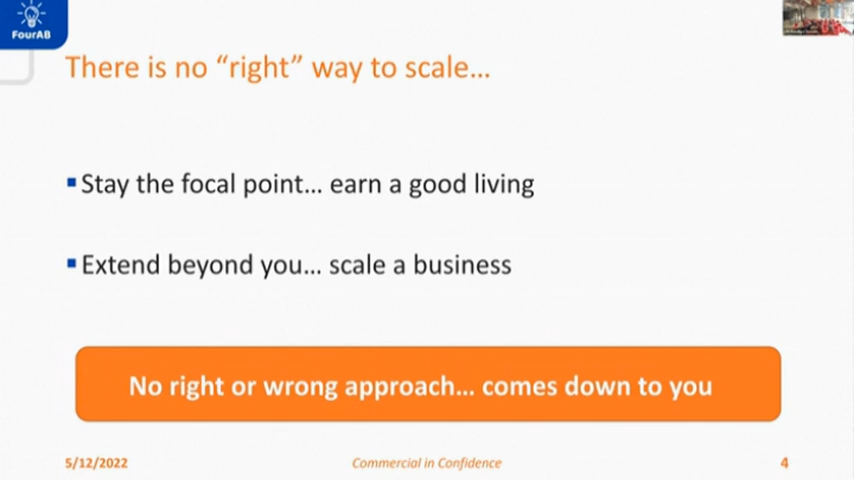 FourAB
There is no “right” way to scale…
▪Stay the focal point… earn a good living
▪Extend beyond you… scale a business
No right or wrong approach… comes down to you
5/12/2022
Commercial in Confidence
4